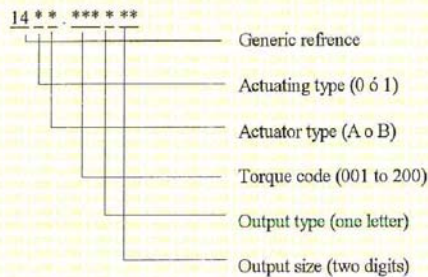 14 * * . *** * **
Generic refrence
Actuating type (0 ó 1)
Actuator type (A o B)
Torque code (001 to 200)
Output type (one letter)
Output size (two digits)